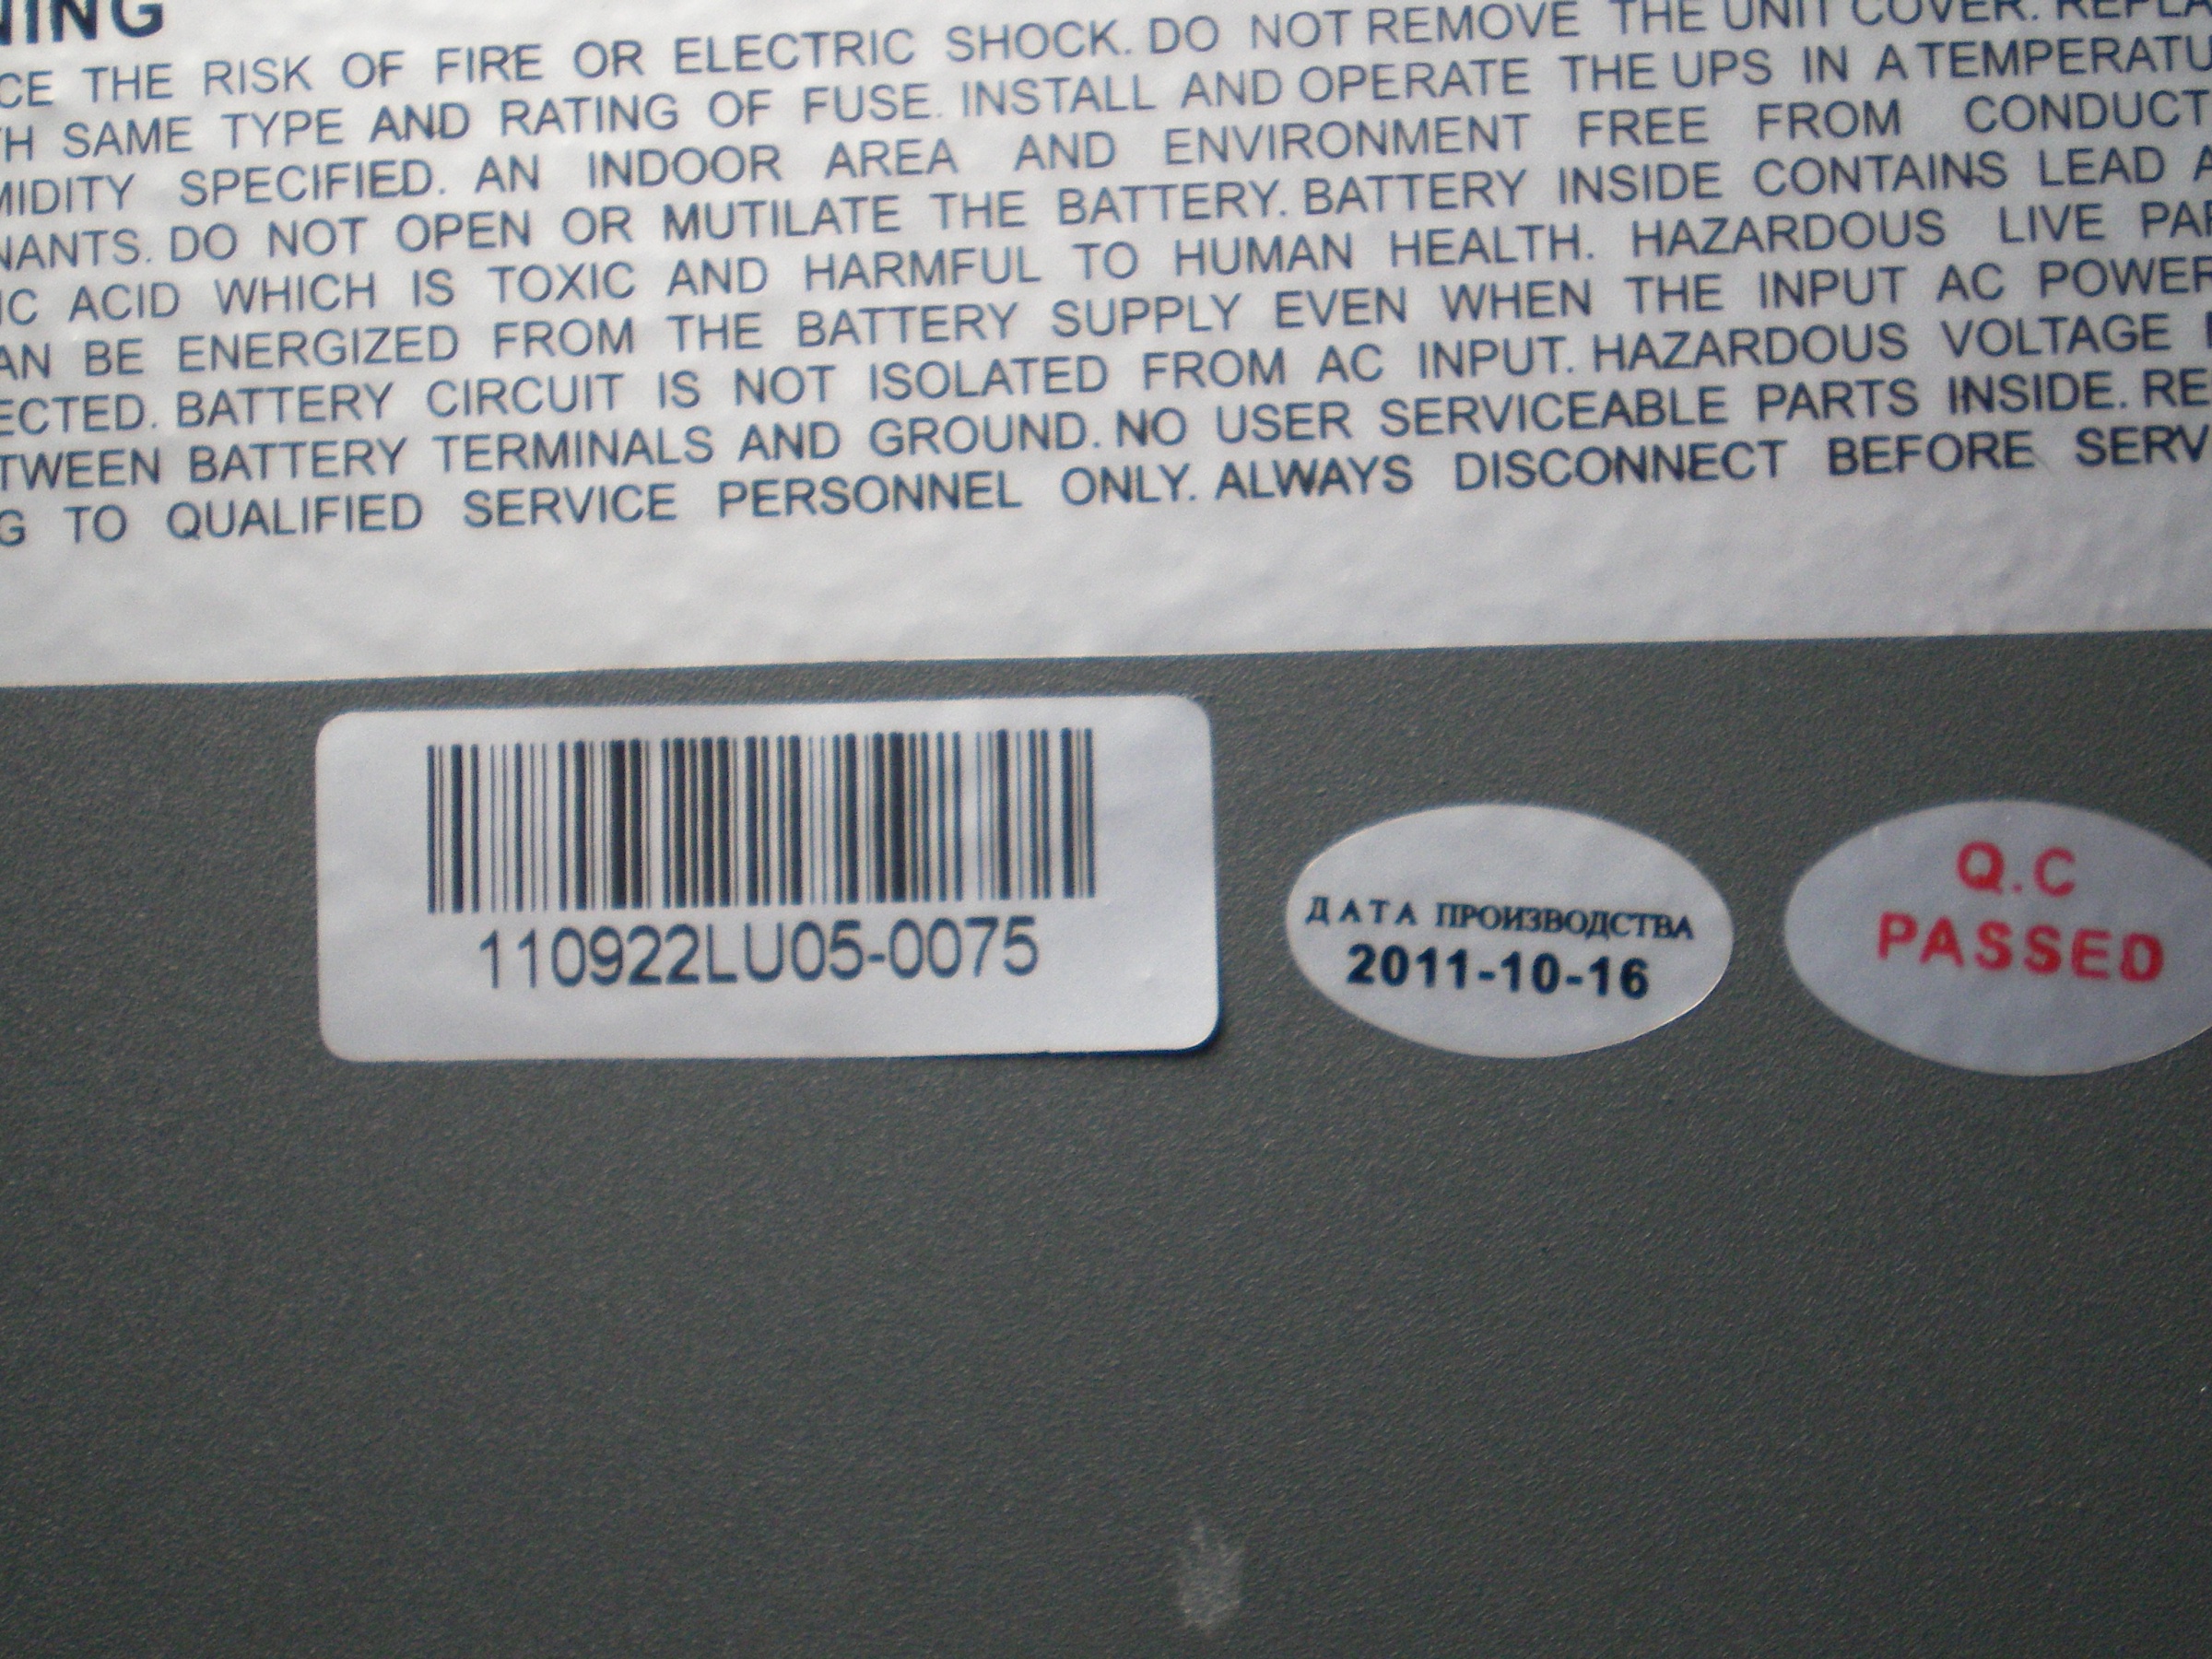 NING
CE THE RISK OF FIRE OR ELECTRIC SHOCK. DO NOT REMOVE THE UNIT COVER. REPLA
TH SAME TYPE AND RATING OF FUSE. INSTALL AND OPERATE THE UPS IN A TEMPERATU
MIDITY SPECIFIED. AN INDOOR AREA AND ENVIRONMENT FREE FROM CONDUCT
NANTS. DO NOT OPEN OR MUTILATE THE BATTERY. BATTERY INSIDE CONTAINS LEAD A
IC ACID WHICH IS TOXIC AND HARMFUL TO HUMAN HEALTH. HAZARDOUS LIVE PAR
AN BE ENERGIZED FROM THE BATTERY SUPPLY EVEN WHEN THE INPUT AC POWER
ECTED. BATTERY CIRCUIT IS NOT ISOLATED FROM AC INPUT. HAZARDOUS VOLTAGE
TWEEN BATTERY TERMINALS AND GROUND. NO USER SERVICEABLE PARTS INSIDE. RE
G TO QUALIFIED SERVICE PERSONNEL ONLY. ALWAYS DISCONNECT BEFORE SERV
110922LU05-0075
ДАТА ПРОИЗВОДСТВА
2011-10-16
Q.C
PASSED